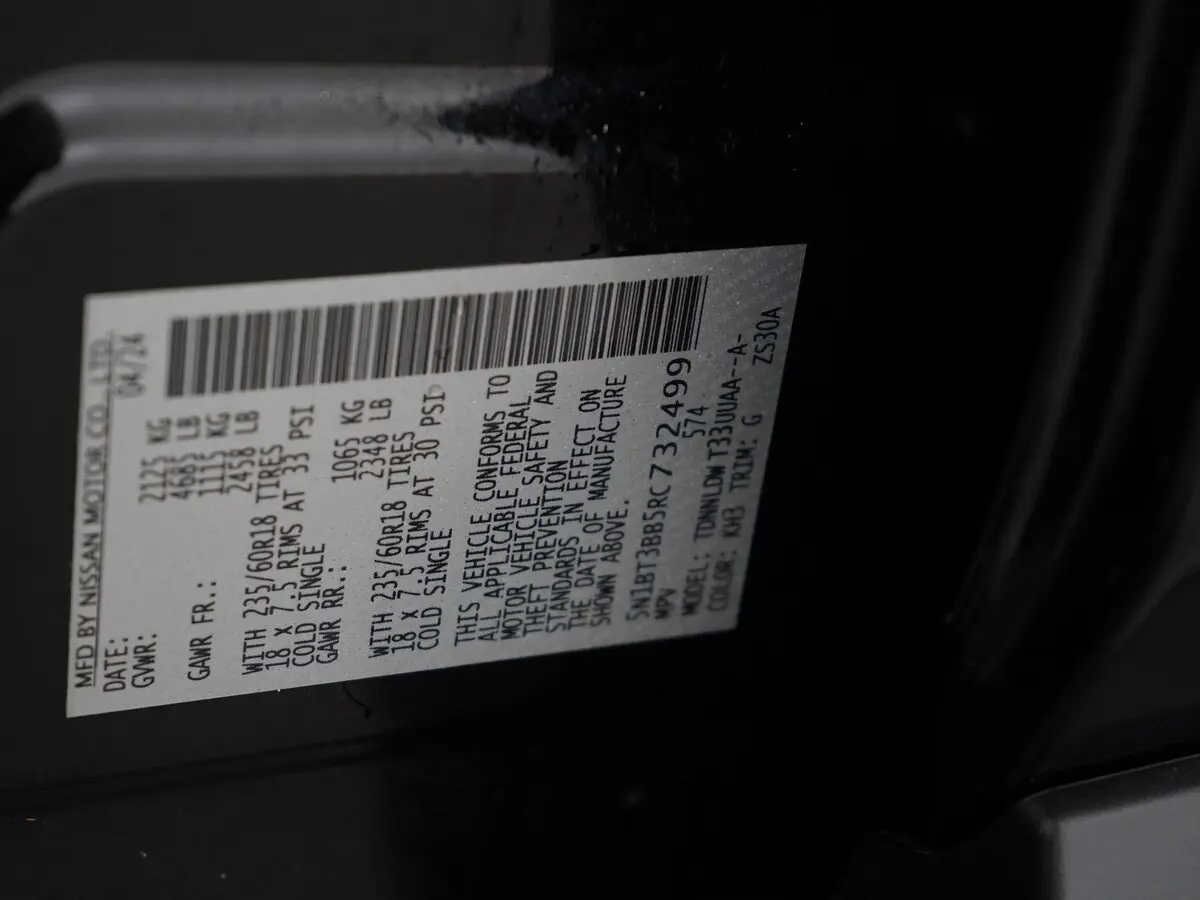 MFD BY NISSAN MOTOR CO., LTD.
DATE: 04/24
GVWR: 2125 KG
4685 LB
GAWR FR.: 1115 KG
2458 LB
WITH 235/60R18 TIRES
18 X 7.5 RIMS AT 33 PSI
COLD SINGLE
GAWR RR.: 1065 KG
2348 LB
WITH 235/60R18 TIRES
18 X 7.5 RIMS AT 30 PSI
COLD SINGLE
THIS VEHICLE CONFORMS TO
ALL APPLICABLE FEDERAL
MOTOR VEHICLE SAFETY AND
THEFT PREVENTION
STANDARDS IN EFFECT ON
THE DATE OF MANUFACTURE
SHOWN ABOVE.
5N1BT3BB5RC732499
MPV 574
MODEL: TDNNLDWT33UUAA--A-
COLOR: KH3 TRIM: G ZS30A